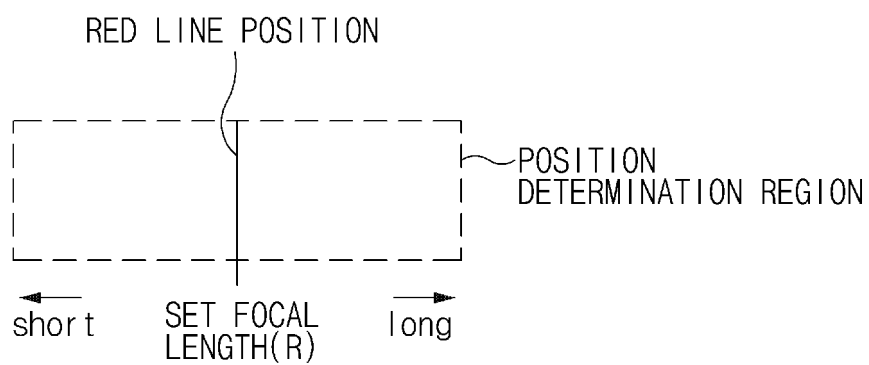 RED LINE POSITION
POSITION
DETERMINATION REGION
short
SET FOCAL
LENGTH(R)
long